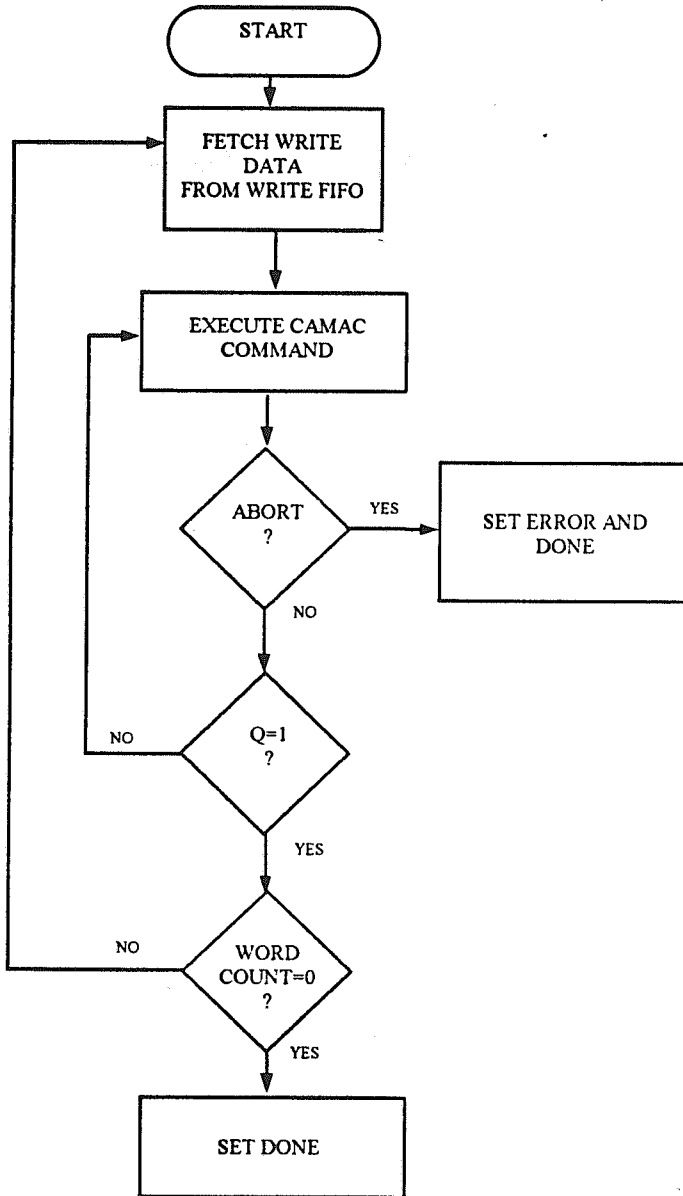 START
FETCH WRITE
DATA
FROM WRITE FIFO
EXECUTE CAMAC
COMMAND
ABORT
?
YES
SET ERROR AND
DONE
NO
Q=1
?
NO
YES
WORD
COUNT=0
?
NO
YES
SET DONE